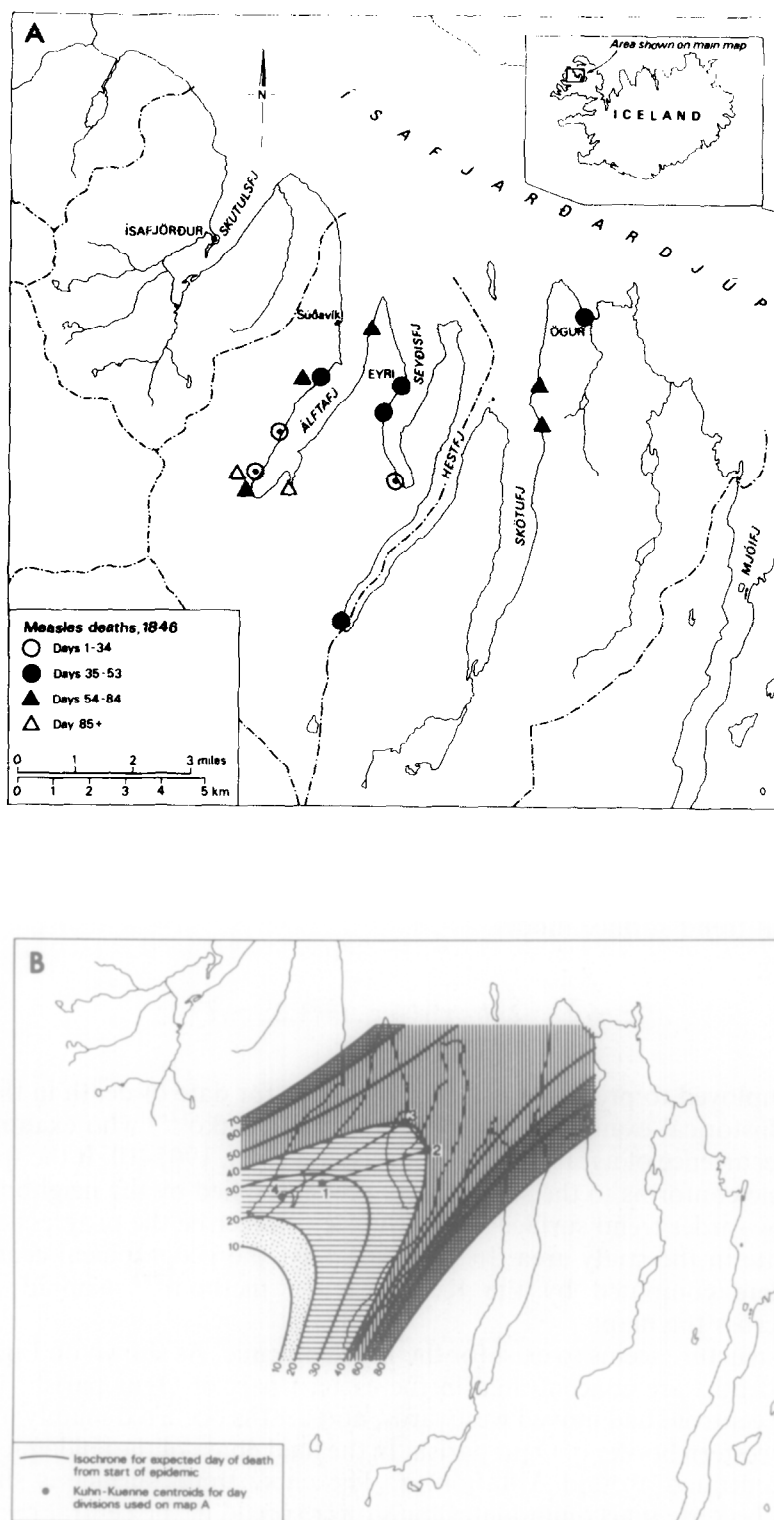 A
Area shown on main map
ICELAND
N
ÍSAFJARÐARDJÚP
SKUTULSFJ
ÍSAFJÖRÐUR
Súðavík
ÁLFTAFJ
EYRI
SEYÐISFJ
HESTFJ
ÖGUR
SKÖTUFJ
MJÓIFJ
Measles deaths, 1846
Days 1-34
Days 35-53
Days 54-84
Day 85+
0 1 2 3 miles
0 1 2 3 4 5 km
B
70
60
50
40
30
20
10
3
2
4
1
10
20
30
40
60
80
Isochrone for expected day of death
from start of epidemic
Kuhn-Kuenne centroids for day
divisions used on map A